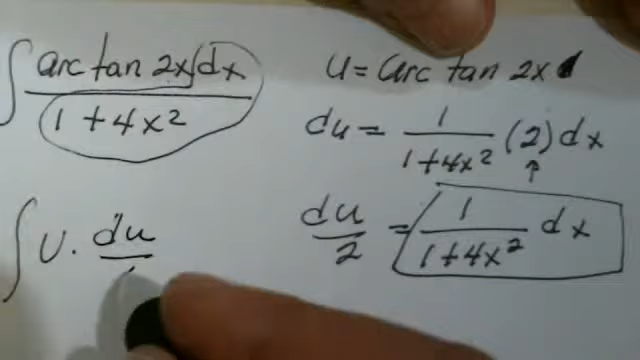 ∫ arc tan 2x dx / 1 + 4x²
u = arc tan 2x
du = 1 / 1+4x² (2) dx
du / 2 = 1 / 1+4x² dx
∫ u · du /